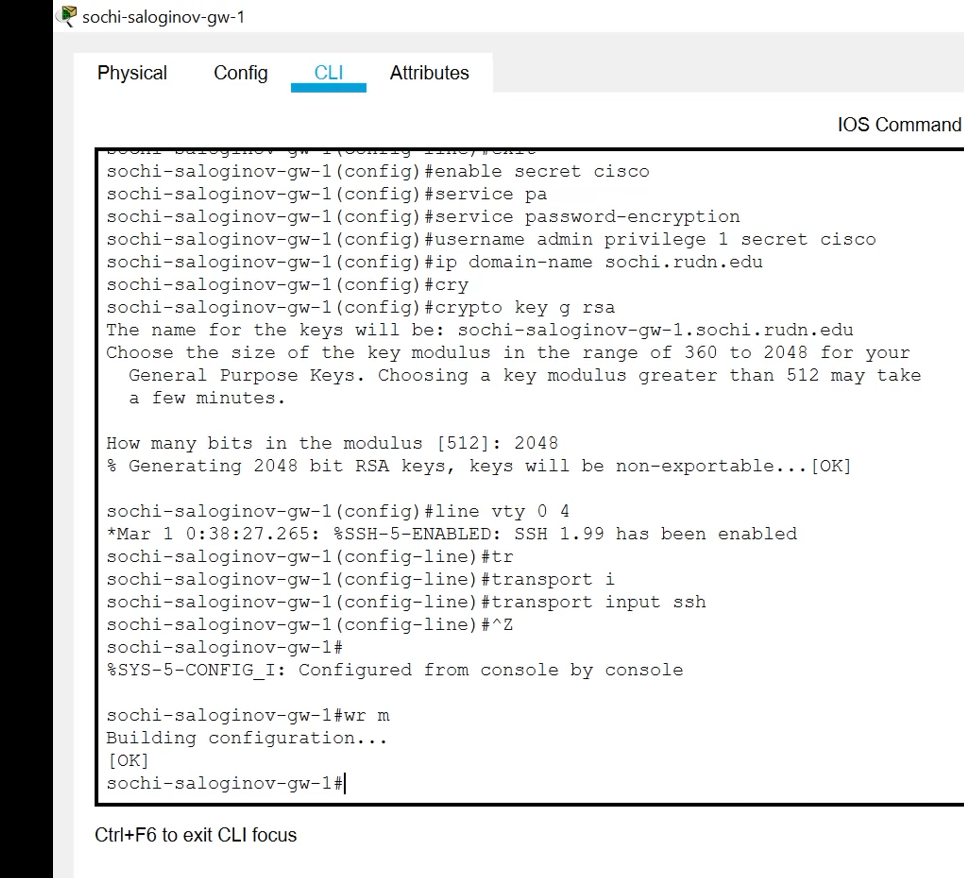 sochi-saloginov-gw-1
Physical Config CLI Attributes
IOS Command
sochi-saloginov-gw-1(config-line)#exit
sochi-saloginov-gw-1(config)#enable secret cisco
sochi-saloginov-gw-1(config)#service pa
sochi-saloginov-gw-1(config)#service password-encryption
sochi-saloginov-gw-1(config)#username admin privilege 1 secret cisco
sochi-saloginov-gw-1(config)#ip domain-name sochi.rudn.edu
sochi-saloginov-gw-1(config)#cry
sochi-saloginov-gw-1(config)#crypto key g rsa
The name for the keys will be: sochi-saloginov-gw-1.sochi.rudn.edu
Choose the size of the key modulus in the range of 360 to 2048 for your
General Purpose Keys. Choosing a key modulus greater than 512 may take
a few minutes.
How many bits in the modulus [512]: 2048
% Generating 2048 bit RSA keys, keys will be non-exportable...[OK]
sochi-saloginov-gw-1(config)#line vty 0 4
*Mar 1 0:38:27.265: %SSH-5-ENABLED: SSH 1.99 has been enabled
sochi-saloginov-gw-1(config-line)#tr
sochi-saloginov-gw-1(config-line)#transport i
sochi-saloginov-gw-1(config-line)#transport input ssh
sochi-saloginov-gw-1(config-line)#^Z
sochi-saloginov-gw-1#
%SYS-5-CONFIG_I: Configured from console by console
sochi-saloginov-gw-1#wr m
Building configuration...
[OK]
sochi-saloginov-gw-1#
Ctrl+F6 to exit CLI focus